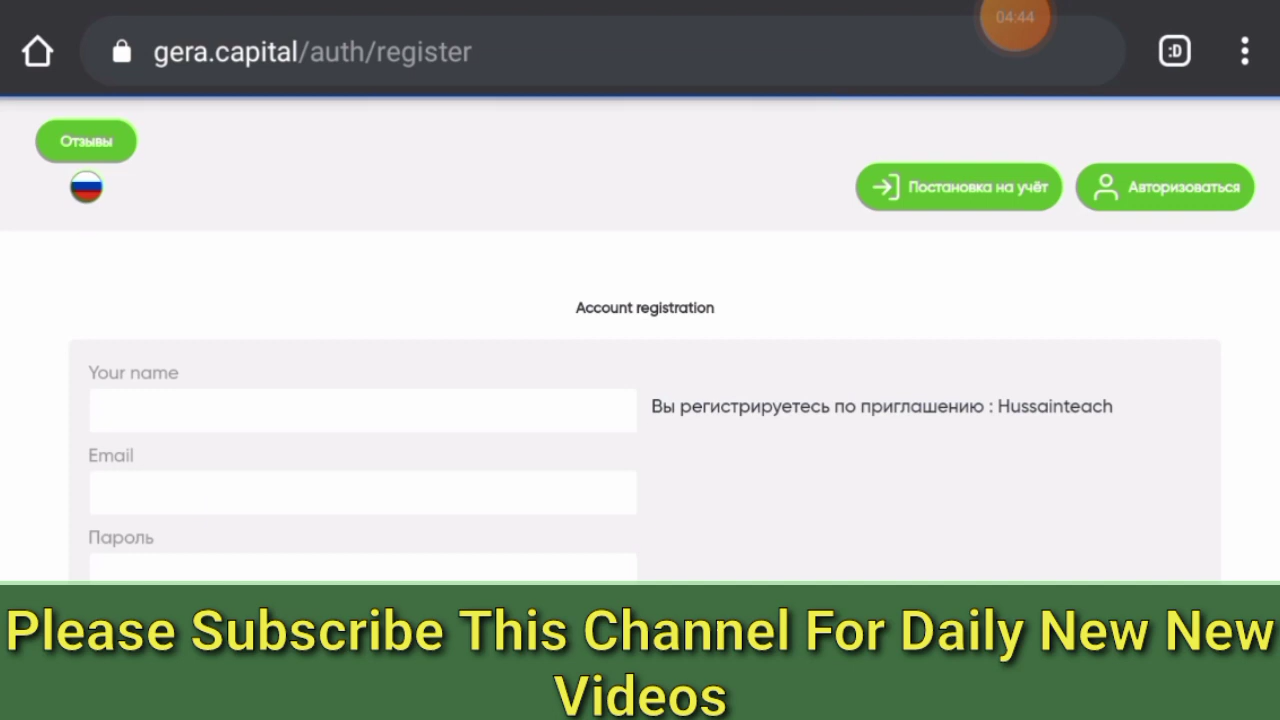 04:44
gera.capital/auth/register
:D
Отзывы
Постановка на учёт
Авторизоваться
Account registration
Your name
Вы регистрируетесь по приглашению : Hussainteach
Email
Пароль
Please Subscribe This Channel For Daily New New
Videos